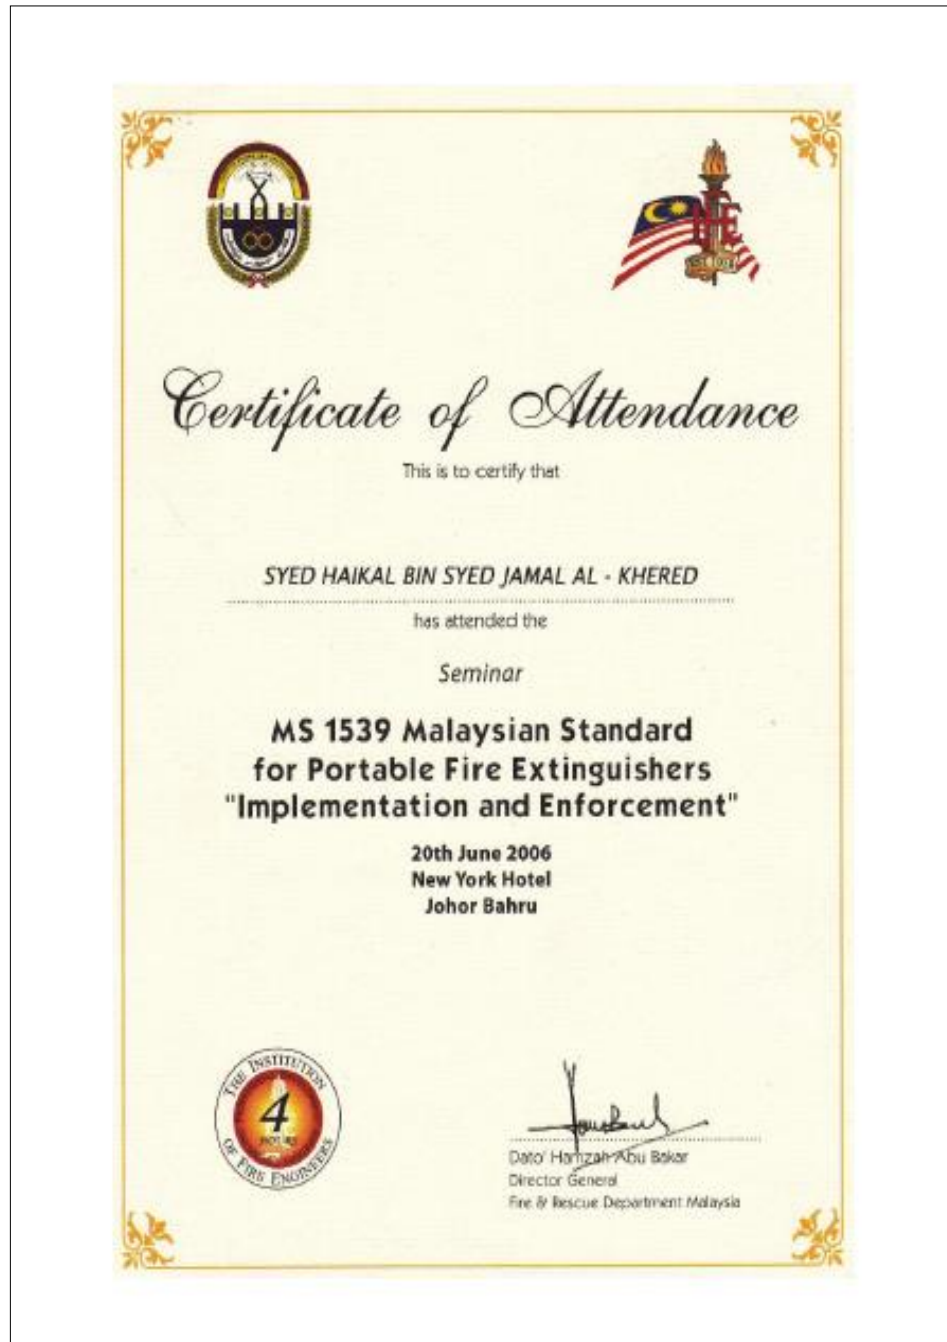 IFE
Certificate of Attendance
This is to certify that
SYED HAIKAL BIN SYED JAMAL AL - KHERED
has attended the
Seminar
MS 1539 Malaysian Standard
for Portable Fire Extinguishers
"Implementation and Enforcement"
20th June 2006
New York Hotel
Johor Bahru
THE INSTITUTION
4
HOURS
OF FIRE ENGINEERS
Dato' Hamzah Abu Bakar
Director General
Fire & Rescue Department Malaysia